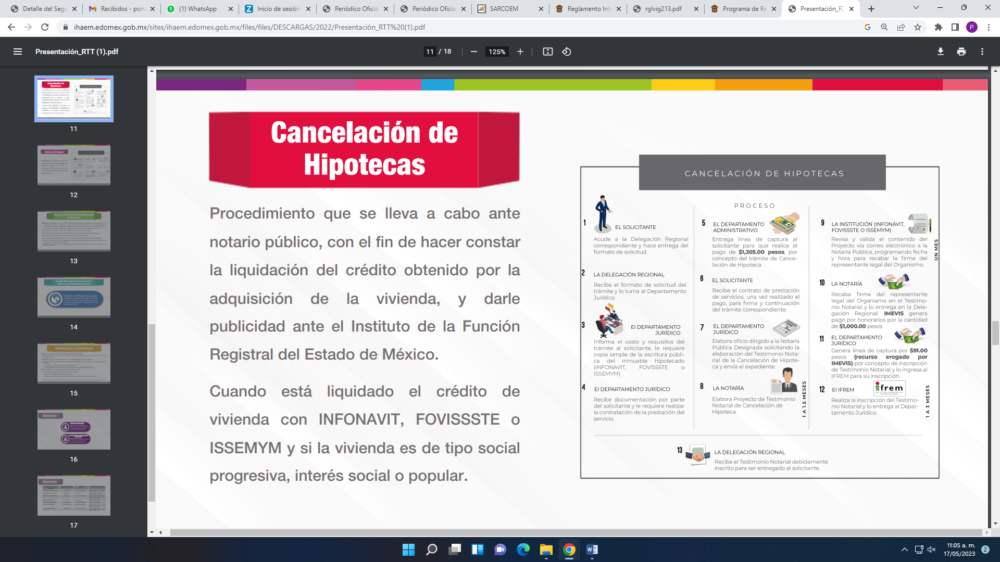 Detalle del Segu
Recibidos - pon
(1) WhatsApp
Inicio de sesión
Periódico Oficia
Periódico Oficia
SARCOEM
Reglamento Int
rglvig213.pdf
Programa de Re
Presentación_RT
ihaem.edomex.gob.mx/sites/ihaem.edomex.gob.mx/files/files/DESCARGAS/2022/Presentación_RTT%20(1).pdf
P
Presentación_RTT (1).pdf
11 / 18
125%
11
12
13
14
15
16
17
Cancelación de
Hipotecas
Procedimiento que se lleva a cabo ante
notario público, con el fin de hacer constar
la liquidación del crédito obtenido por la
adquisición de la vivienda, y darle
publicidad ante el Instituto de la Función
Registral del Estado de México.
Cuando está liquidado el crédito de
vivienda con INFONAVIT, FOVISSSTE o
ISSEMYM y si la vivienda es de tipo social
progresiva, interés social o popular.
CANCELACIÓN DE HIPOTECAS
PROCESO
1
EL SOLICITANTE
Acude a la Delegación Regional
correspondiente y hace entrega del
formato de solicitud.
2
LA DELEGACIÓN REGIONAL
Recibe el formato de solicitud del
trámite y lo turna al Departamento
Jurídico.
3
El DEPARTAMENTO
JURÍDICO
Informa el costo y requisitos del
trámite al solicitante, le requiere
copia simple de la escritura públi-
ca del inmueble hipotecado
(INFONAVIT, FOVISSSTE o
ISSEMYM)
4
El DEPARTAMENTO JURÍDICO
Recibe documentación por parte
del solicitante y le requiere realizar
la contratación de la prestación del
servicio.
5
EL DEPARTAMENTO
ADMINISTRATIVO
Entrega línea de captura al
solicitante para que realice el
pago de $1,205.00 pesos, por
concepto del trámite de Cance-
lación de Hipoteca.
6
EL SOLICITANTE
Recibe el contrato de prestación
de servicios; una vez realizado el
pago, para firma y continuación
del trámite correspondiente.
7
EL DEPARTAMENTO
JURÍDICO
Elabora oficio dirigido a la Notaría
Pública Designada solicitando la
elaboración del Testimonio Nota-
rial de la Cancelación de Hipote-
ca y envía el expediente.
8
LA NOTARÍA
Elabora Proyecto de Testimonio
Notarial de Cancelación de
Hipoteca.
1 A 1.5 MESES
9
LA INSTITUCIÓN (INFONAVIT,
FOVISSSTE O ISSEMYM)
Revisa y valida el contenido del
Proyecto vía correo electrónico a la
Notaría Pública, programando fecha
y hora para recabar la firma del
representante legal del Organismo.
UN MES
10
LA NOTARÍA
Recaba firma del representante
legal del Organismo en el Testimo-
nio Notarial y lo entrega en la Dele-
gación Regional. IMEVIS genera
pago por honorarios por la cantidad
de $1,000.00 pesos
11
EL DEPARTAMENTO
JURÍDICO
Genera línea de captura por $91.00
pesos (recurso erogado por
IMEVIS) por concepto de inscripción
de Testimonio Notarial y lo ingresa al
IFREM para su inscripción.
12
El IFREM
ifrem
Realiza la inscripción del Testimo-
nio Notarial y lo entrega al Depar-
tamento Jurídico.
1 A 3 MESES
13
LA DELEGACIÓN REGIONAL
Recibe el Testimonio Notarial debidamente
inscrito para ser entregado al solicitante.
11:05 a. m.
17/05/2023
2